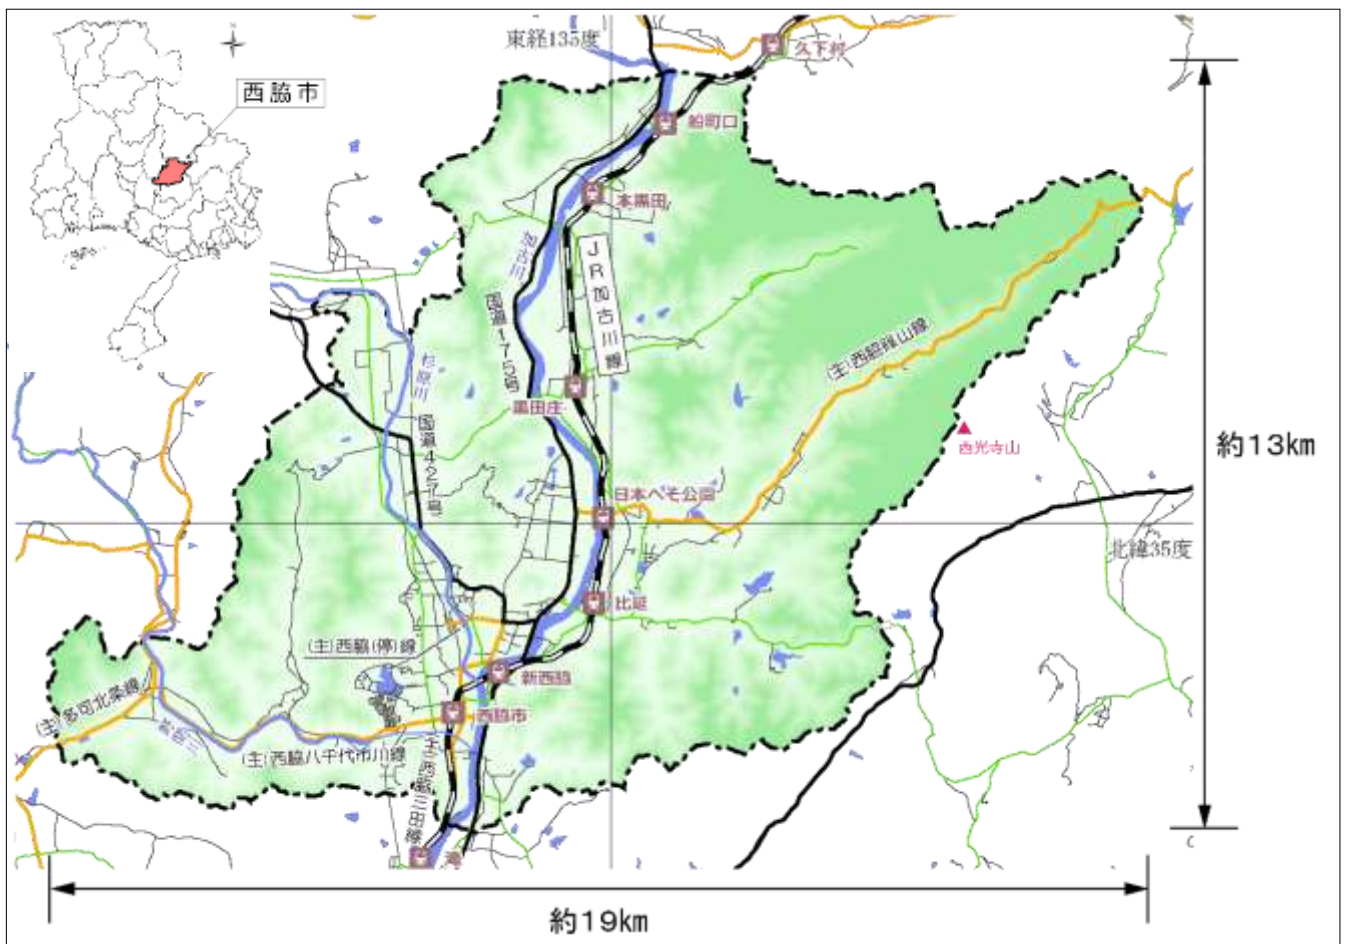 N
西脇市
東経135度
久下村
船町口
本黒田
加古川
JR加古川線
国道175号
杉原川
国道427号
黒田庄
(主)西脇篠山線
西光寺山
約13km
日本へそ公園
北緯35度
比延
(主)西脇(停)線
新西脇
西脇市
(主)多可北条線
(主)西脇八千代市川線
(主)西脇三田線
滝
約19km